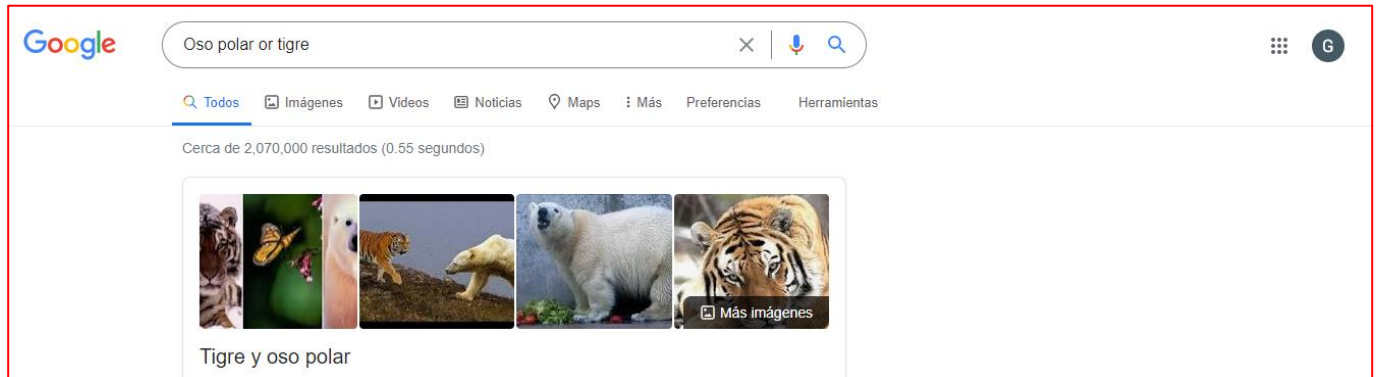 Google Oso polar or tigre G
Todos Imágenes Videos Noticias Maps Más Preferencias Herramientas
Cerca de 2,070,000 resultados (0.55 segundos)
Más imágenes
Tigre y oso polar